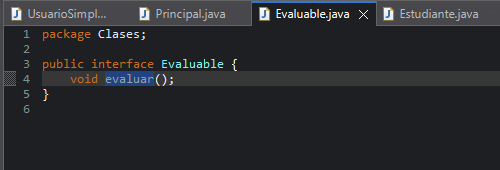 UsuarioSimpl...
Principal.java
Evaluable.java
Estudiante.java
1 package Clases;
2
3 public interface Evaluable {
4 void evaluar();
5 }
6